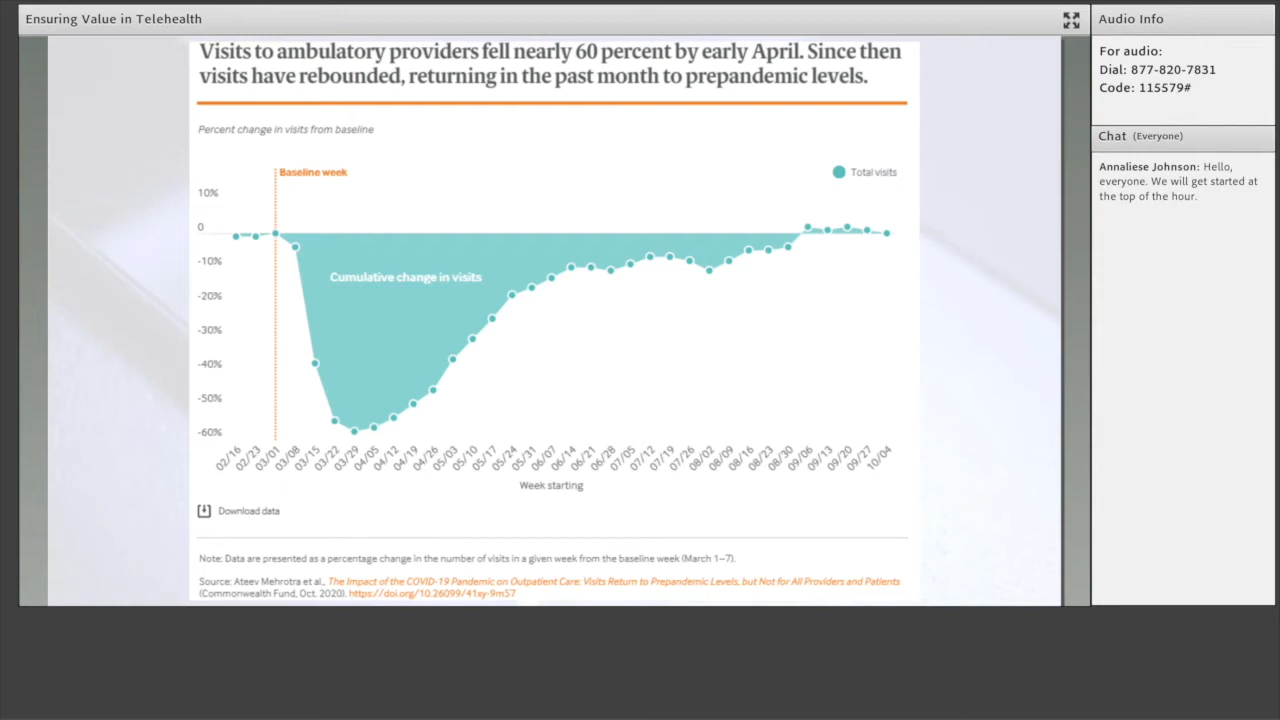 Ensuring Value in Telehealth
Visits to ambulatory providers fell nearly 60 percent by early April. Since then
visits have rebounded, returning in the past month to prepandemic levels.
Percent change in visits from baseline
Baseline week
Total visits
10%
0
-10%
-20%
-30%
-40%
-50%
-60%
Cumulative change in visits
02/16 02/23 03/01 03/08 03/15 03/22 03/29 04/05 04/12 04/19 04/26 05/03 05/10 05/17 05/24 05/31 06/07 06/14 06/21 06/28 07/05 07/12 07/19 07/26 08/02 08/09 08/16 08/23 08/30 09/06 09/13 09/20 09/27 10/04
Week starting
Download data
Note: Data are presented as a percentage change in the number of visits in a given week from the baseline week (March 1–7).
Source: Ateev Mehrotra et al., The Impact of the COVID-19 Pandemic on Outpatient Care: Visits Return to Prepandemic Levels, but Not for All Providers and Patients
(Commonwealth Fund, Oct. 2020). https://doi.org/10.26099/41xy-9m57
Audio Info
For audio:
Dial: 877-820-7831
Code: 115579#
Chat (Everyone)
Annaliese Johnson: Hello,
everyone. We will get started at
the top of the hour.